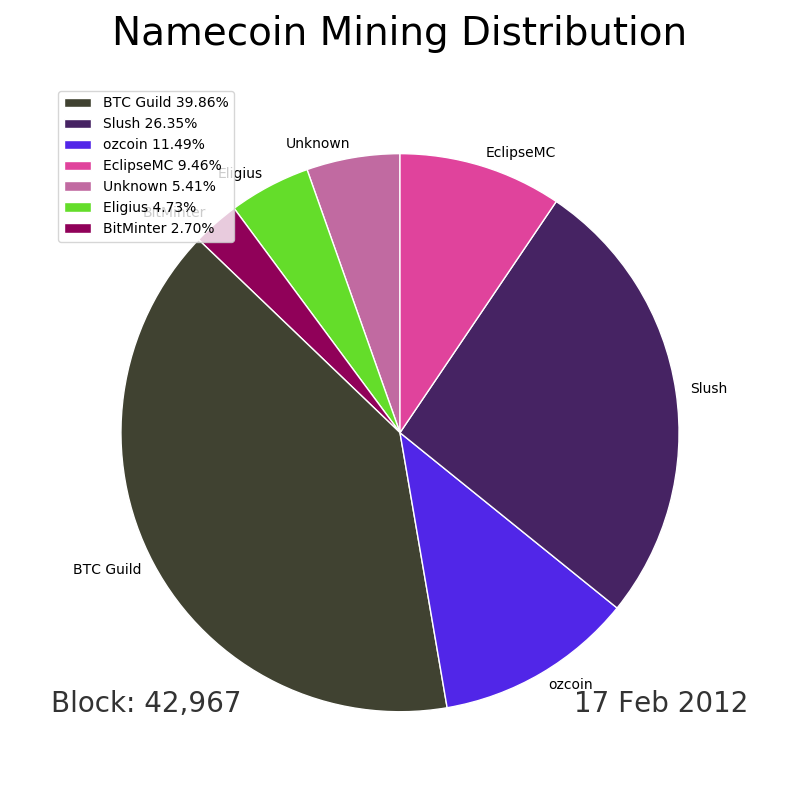 Namecoin Mining Distribution
BTC Guild 39.86%
Slush 26.35%
ozcoin 11.49%
EclipseMC 9.46%
Unknown 5.41%
Eligius 4.73%
BitMinter 2.70%
Unknown
EclipseMC
Eligius
BitMinter
Slush
BTC Guild
ozcoin
Block: 42,967
17 Feb 2012